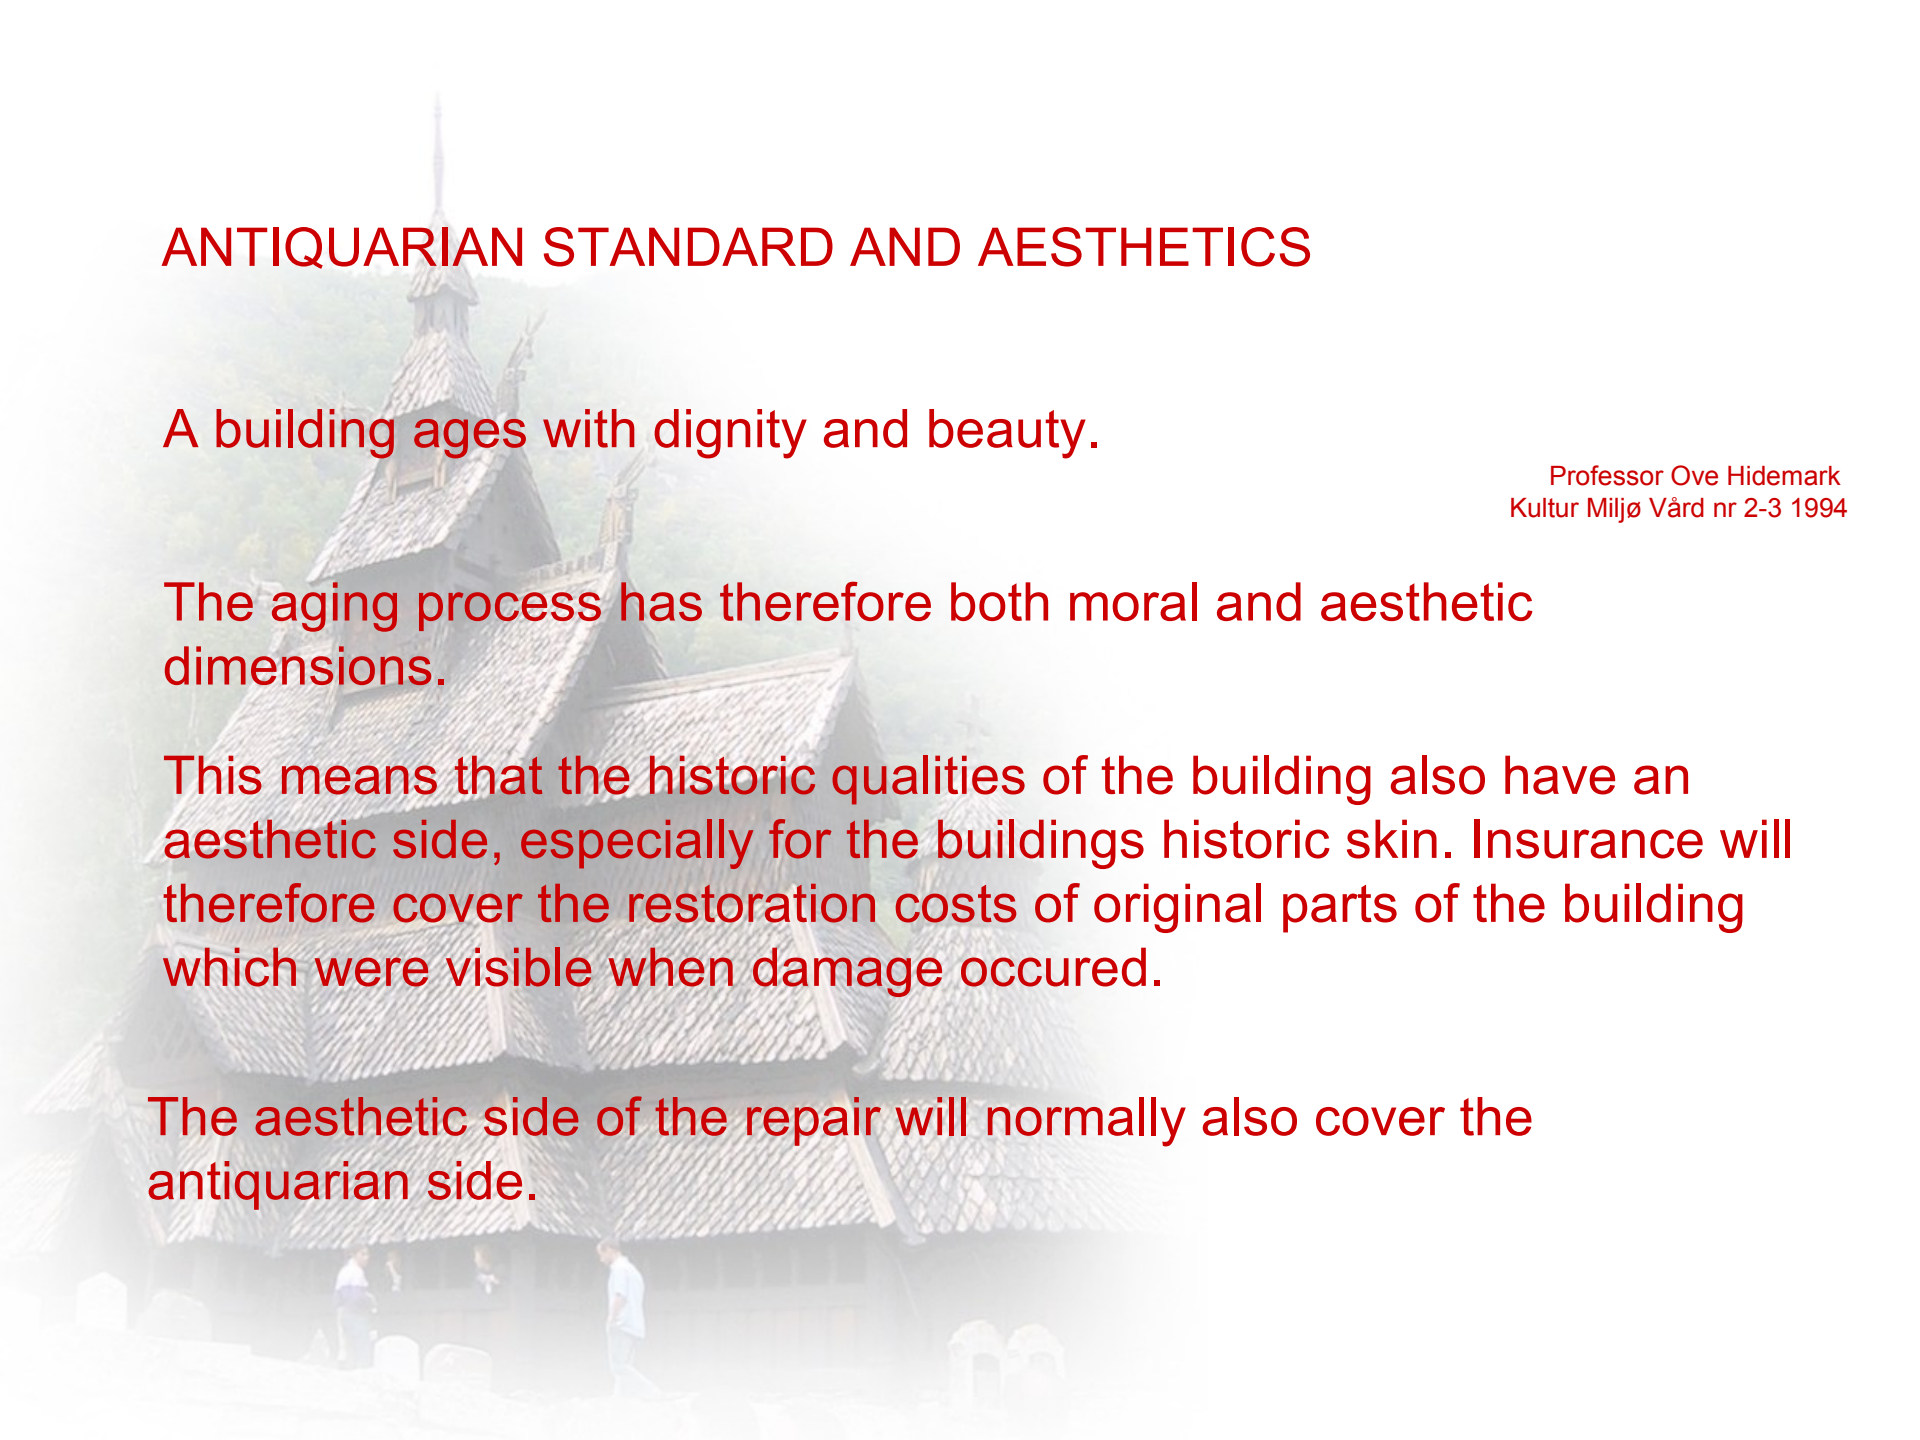 ANTIQUARIAN STANDARD AND AESTHETICS
A building ages with dignity and beauty.
Professor Ove Hidemark
Kultur Miljø Vård nr 2-3 1994
The aging process has therefore both moral and aesthetic
dimensions.
This means that the historic qualities of the building also have an
aesthetic side, especially for the buildings historic skin. Insurance will
therefore cover the restoration costs of original parts of the building
which were visible when damage occured.
The aesthetic side of the repair will normally also cover the
antiquarian side.